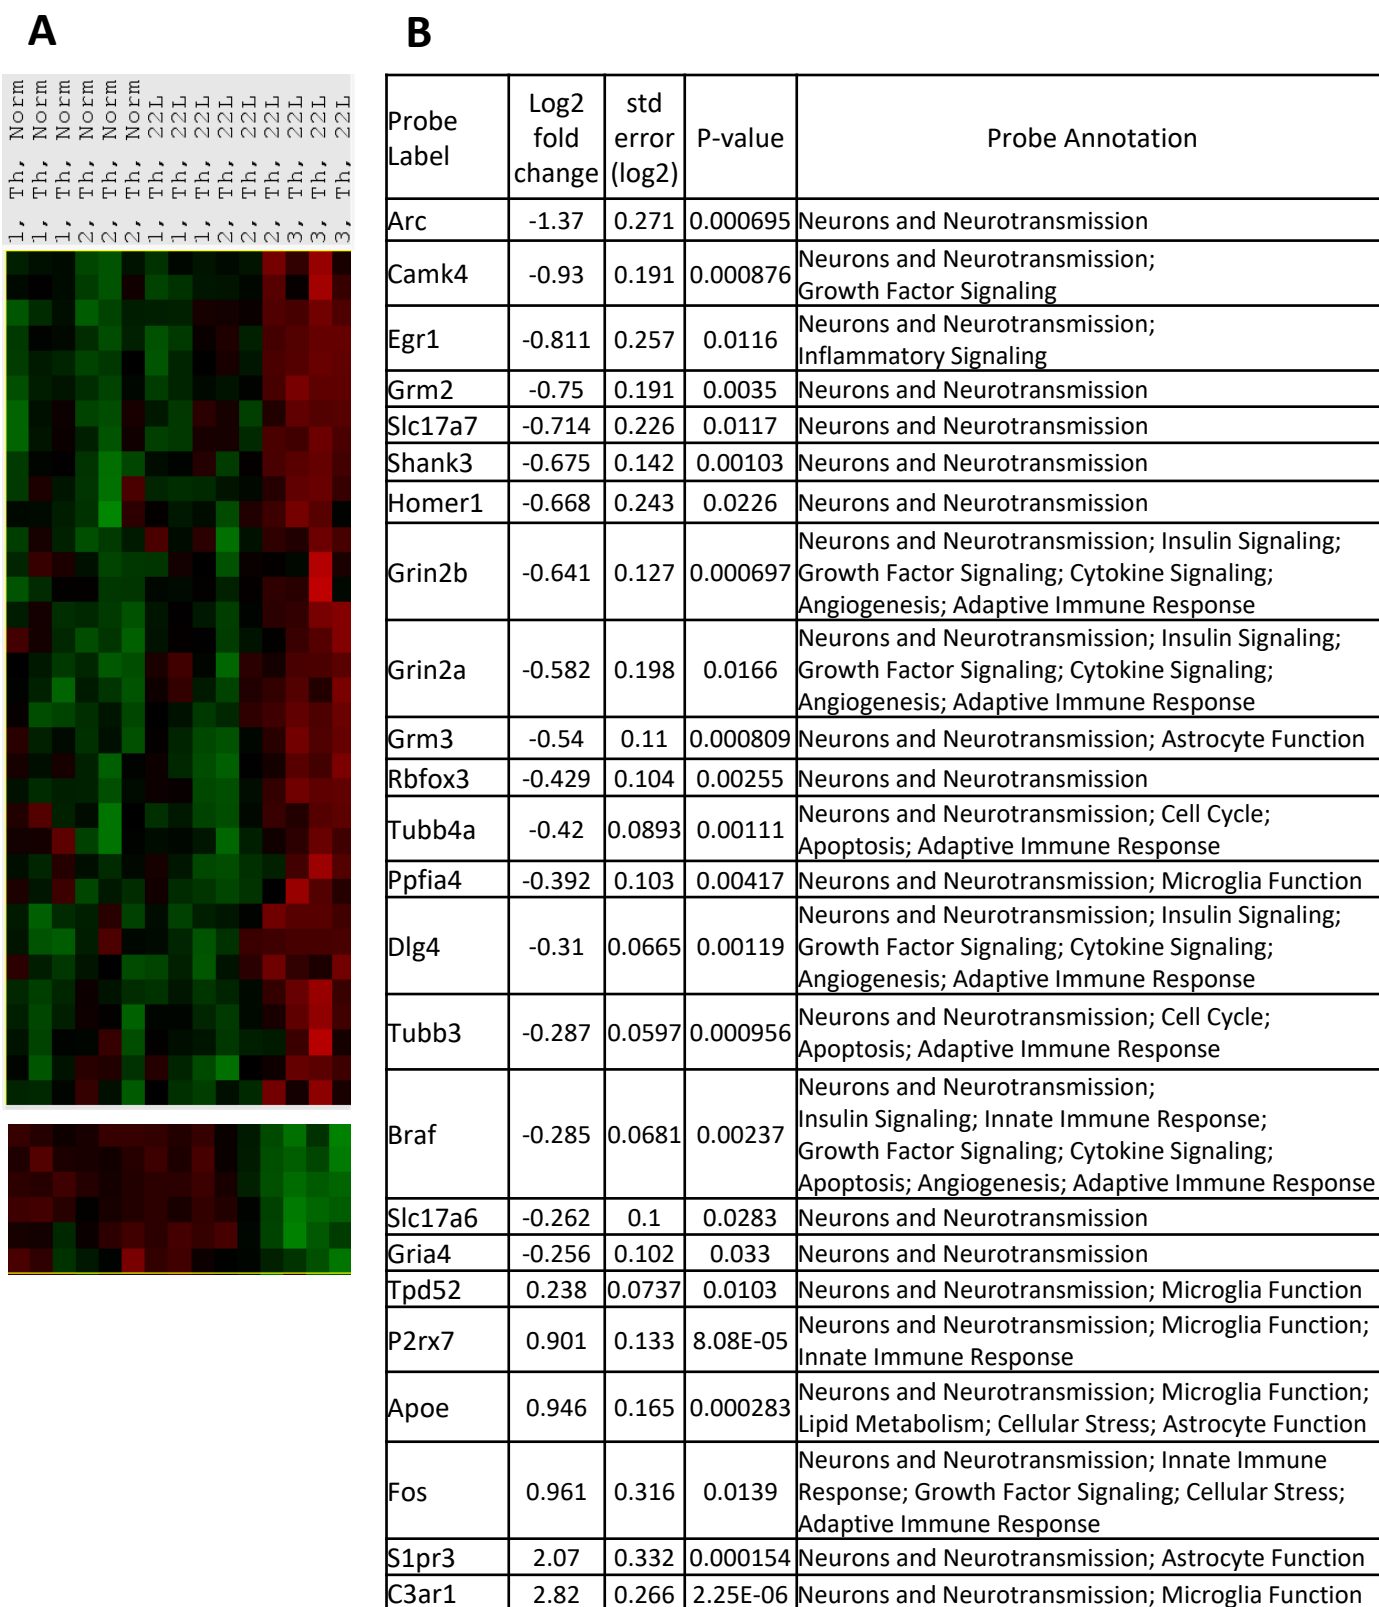 A
B
1, Th, Norm
1, Th, Norm
1, Th, Norm
2, Th, Norm
2, Th, Norm
2, Th, Norm
1, Th, 22L
1, Th, 22L
1, Th, 22L
2, Th, 22L
2, Th, 22L
2, Th, 22L
3, Th, 22L
3, Th, 22L
3, Th, 22L
Probe
Label
Log2
fold
change
std
error
(log2)
P-value
Probe Annotation
Arc -1.37 0.271 0.000695 Neurons and Neurotransmission
Camk4 -0.93 0.191 0.000876 Neurons and Neurotransmission;
Growth Factor Signaling
Egr1 -0.811 0.257 0.0116 Neurons and Neurotransmission;
Inflammatory Signaling
Grm2 -0.75 0.191 0.0035 Neurons and Neurotransmission
Slc17a7 -0.714 0.226 0.0117 Neurons and Neurotransmission
Shank3 -0.675 0.142 0.00103 Neurons and Neurotransmission
Homer1 -0.668 0.243 0.0226 Neurons and Neurotransmission
Grin2b -0.641 0.127 0.000697 Neurons and Neurotransmission; Insulin Signaling;
Growth Factor Signaling; Cytokine Signaling;
Angiogenesis; Adaptive Immune Response
Grin2a -0.582 0.198 0.0166 Neurons and Neurotransmission; Insulin Signaling;
Growth Factor Signaling; Cytokine Signaling;
Angiogenesis; Adaptive Immune Response
Grm3 -0.54 0.11 0.000809 Neurons and Neurotransmission; Astrocyte Function
Rbfox3 -0.429 0.104 0.00255 Neurons and Neurotransmission
Tubb4a -0.42 0.0893 0.00111 Neurons and Neurotransmission; Cell Cycle;
Apoptosis; Adaptive Immune Response
Ppfia4 -0.392 0.103 0.00417 Neurons and Neurotransmission; Microglia Function
Dlg4 -0.31 0.0665 0.00119 Neurons and Neurotransmission; Insulin Signaling;
Growth Factor Signaling; Cytokine Signaling;
Angiogenesis; Adaptive Immune Response
Tubb3 -0.287 0.0597 0.000956 Neurons and Neurotransmission; Cell Cycle;
Apoptosis; Adaptive Immune Response
Braf -0.285 0.0681 0.00237 Neurons and Neurotransmission;
Insulin Signaling; Innate Immune Response;
Growth Factor Signaling; Cytokine Signaling;
Apoptosis; Angiogenesis; Adaptive Immune Response
Slc17a6 -0.262 0.1 0.0283 Neurons and Neurotransmission
Gria4 -0.256 0.102 0.033 Neurons and Neurotransmission
Tpd52 0.238 0.0737 0.0103 Neurons and Neurotransmission; Microglia Function
P2rx7 0.901 0.133 8.08E-05 Neurons and Neurotransmission; Microglia Function;
Innate Immune Response
Apoe 0.946 0.165 0.000283 Neurons and Neurotransmission; Microglia Function;
Lipid Metabolism; Cellular Stress; Astrocyte Function
Fos 0.961 0.316 0.0139 Neurons and Neurotransmission; Innate Immune
Response; Growth Factor Signaling; Cellular Stress;
Adaptive Immune Response
S1pr3 2.07 0.332 0.000154 Neurons and Neurotransmission; Astrocyte Function
C3ar1 2.82 0.266 2.25E-06 Neurons and Neurotransmission; Microglia Function